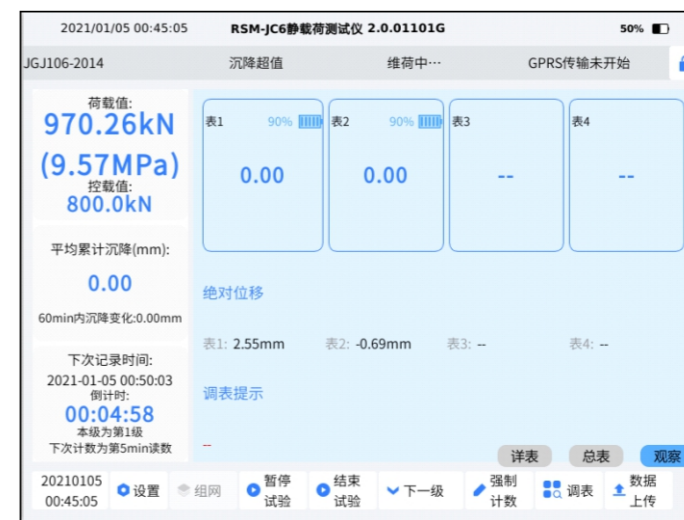 2021/01/05 00:45:05 RSM-JC6静载荷测试仪 2.0.01101G 50%
JGJ106-2014 沉降超值 维荷中… GPRS传输未开始
荷载值:
970.26kN
(9.57MPa)
控载值:
800.0kN
平均累计沉降(mm):
0.00
60min内沉降变化:0.00mm
下次记录时间:
2021-01-05 00:50:03
倒计时:
00:04:58
本级为第1级
下次计数为第5min读数
表1 90% 表2 90% 表3 表4
0.00 0.00 -- --
绝对位移
表1: 2.55mm 表2: -0.69mm 表3: -- 表4: --
调表提示
--
详表 总表 观察
20210105
00:45:05
设置 组网
暂停
试验
结束
试验
下一级
强制
计数
调表
数据
上传